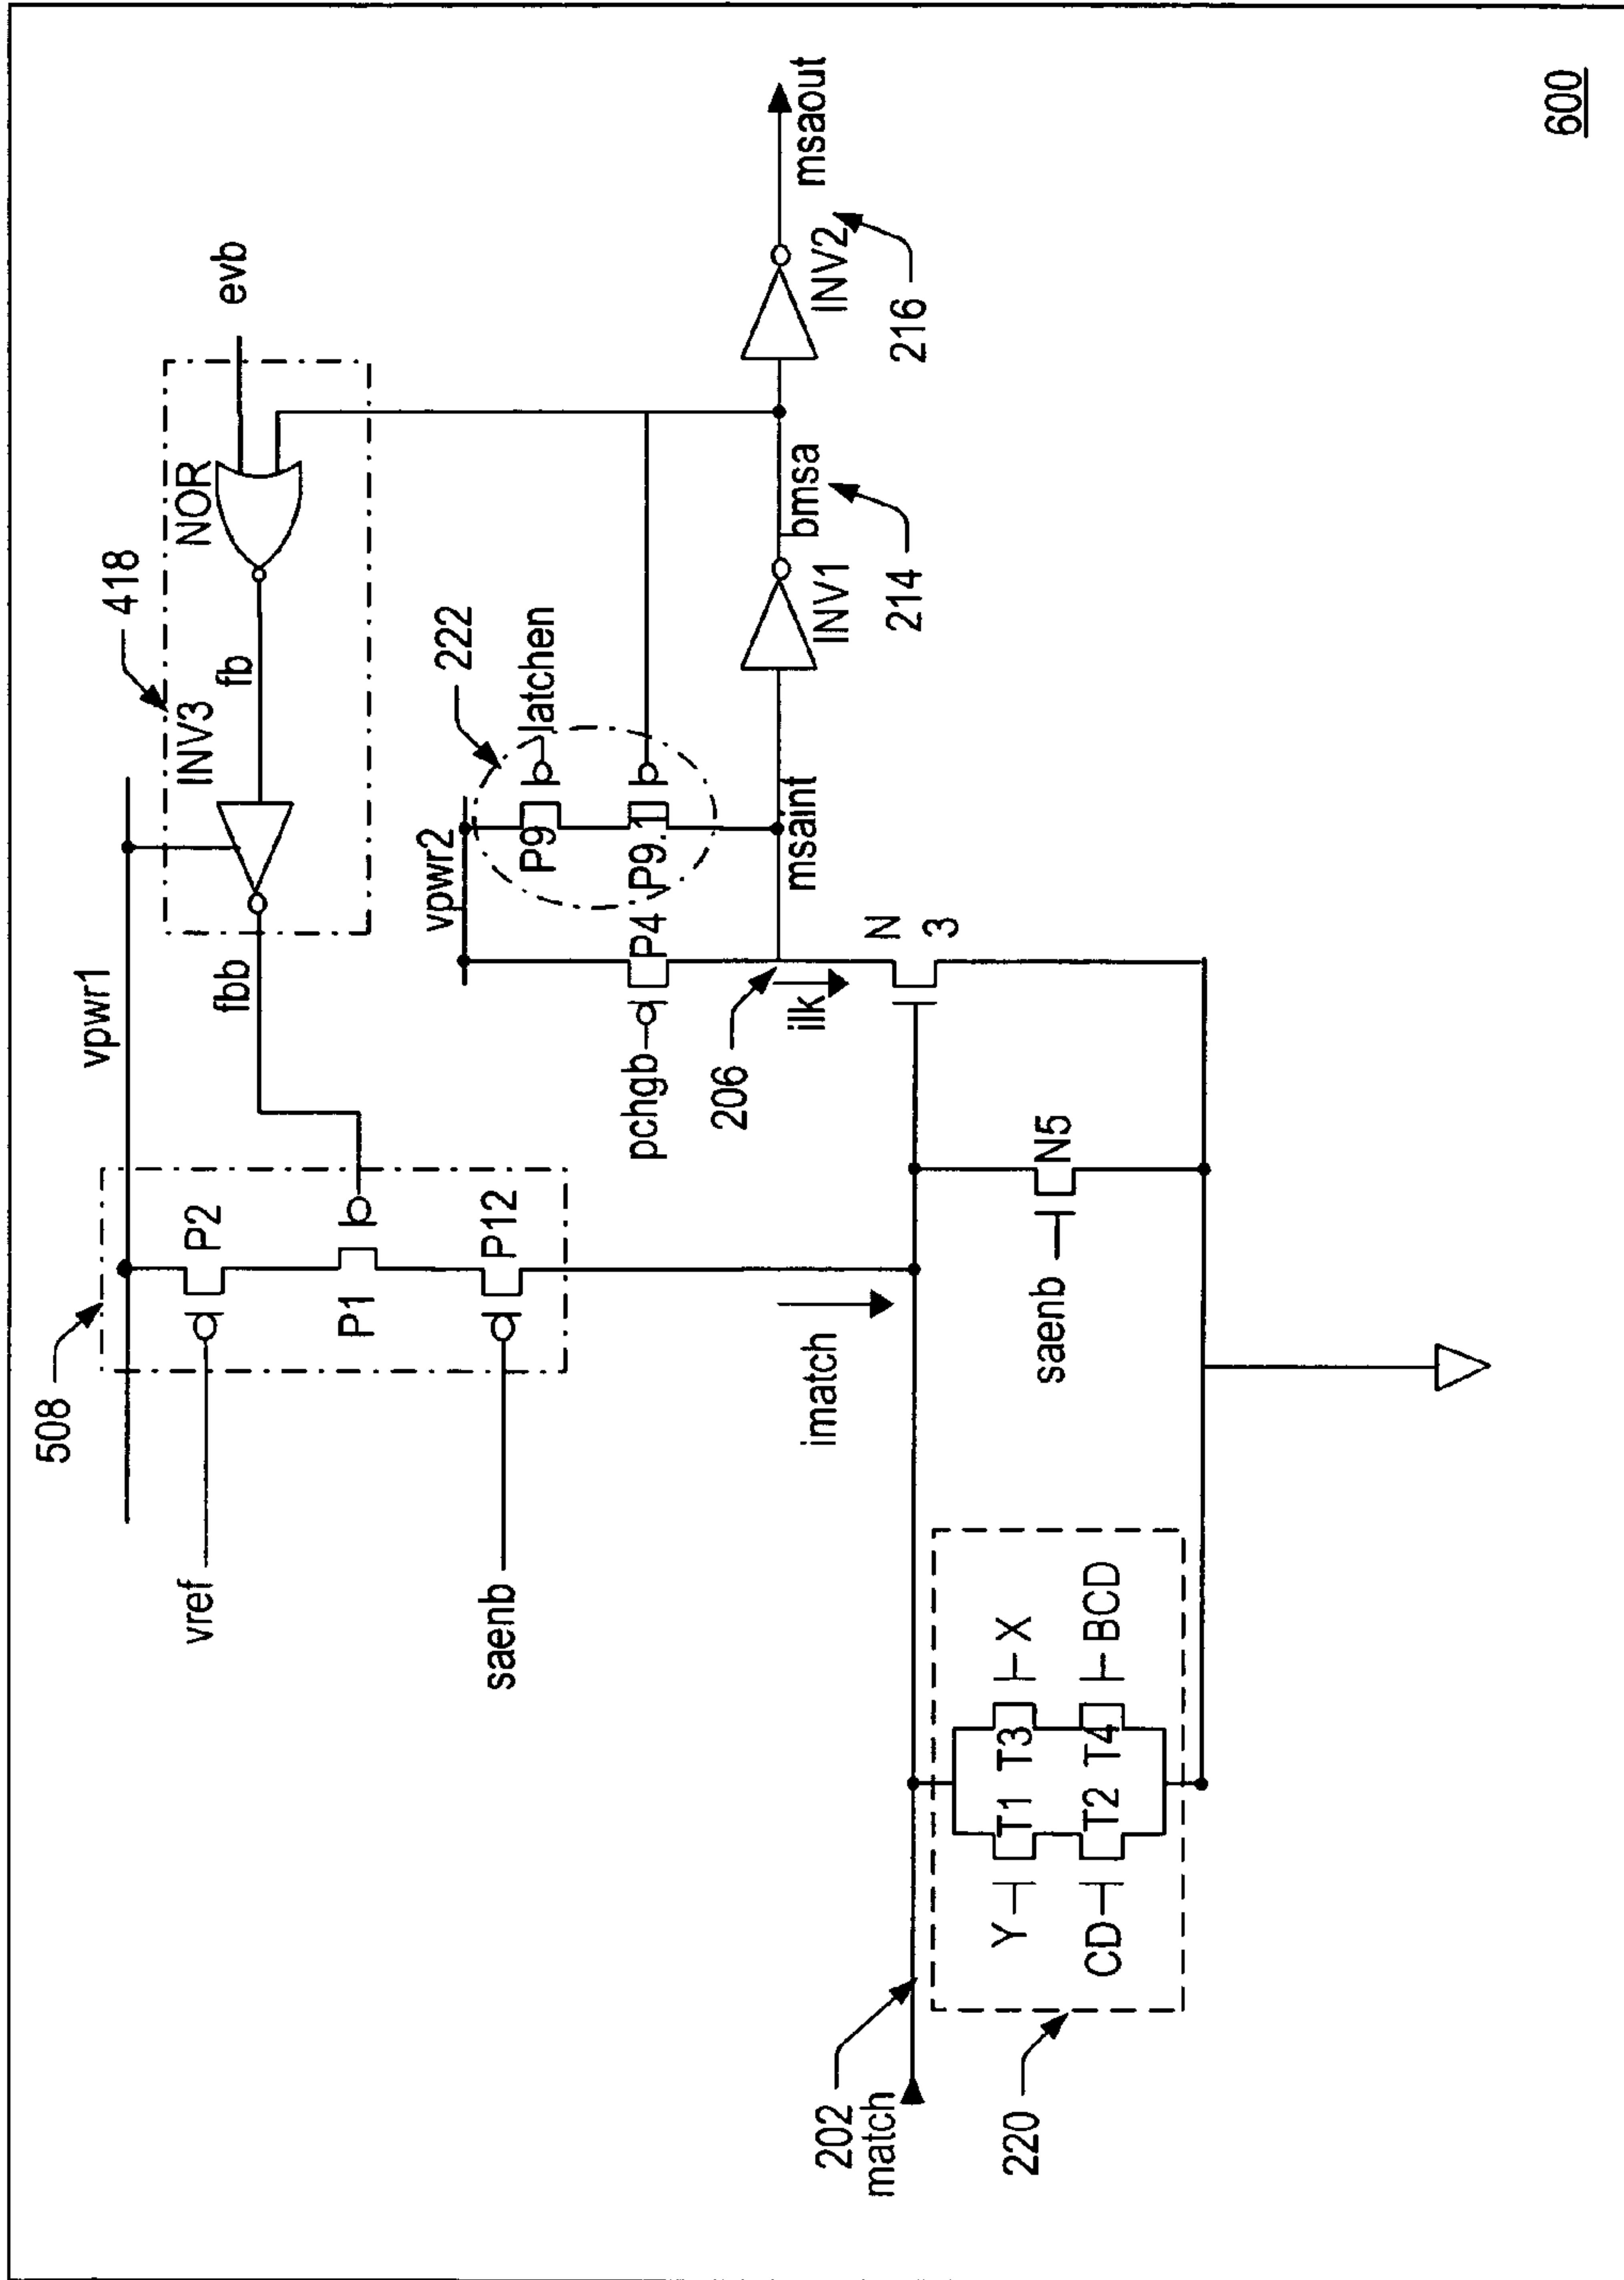 508
vpwr1
418
INV3
NOR
evb
vref
P2
fbb
fb
P1
saenb
P12
vpwr2
222
P9
latchen
pchgb
P4
P9.1
206
ilk
msaint
INV1
bmsa
214
INV2
216
msaout
imatch
202
match
N
3
saenb
N5
220
Y
T1
T3
X
CD
T2
T4
BCD
600